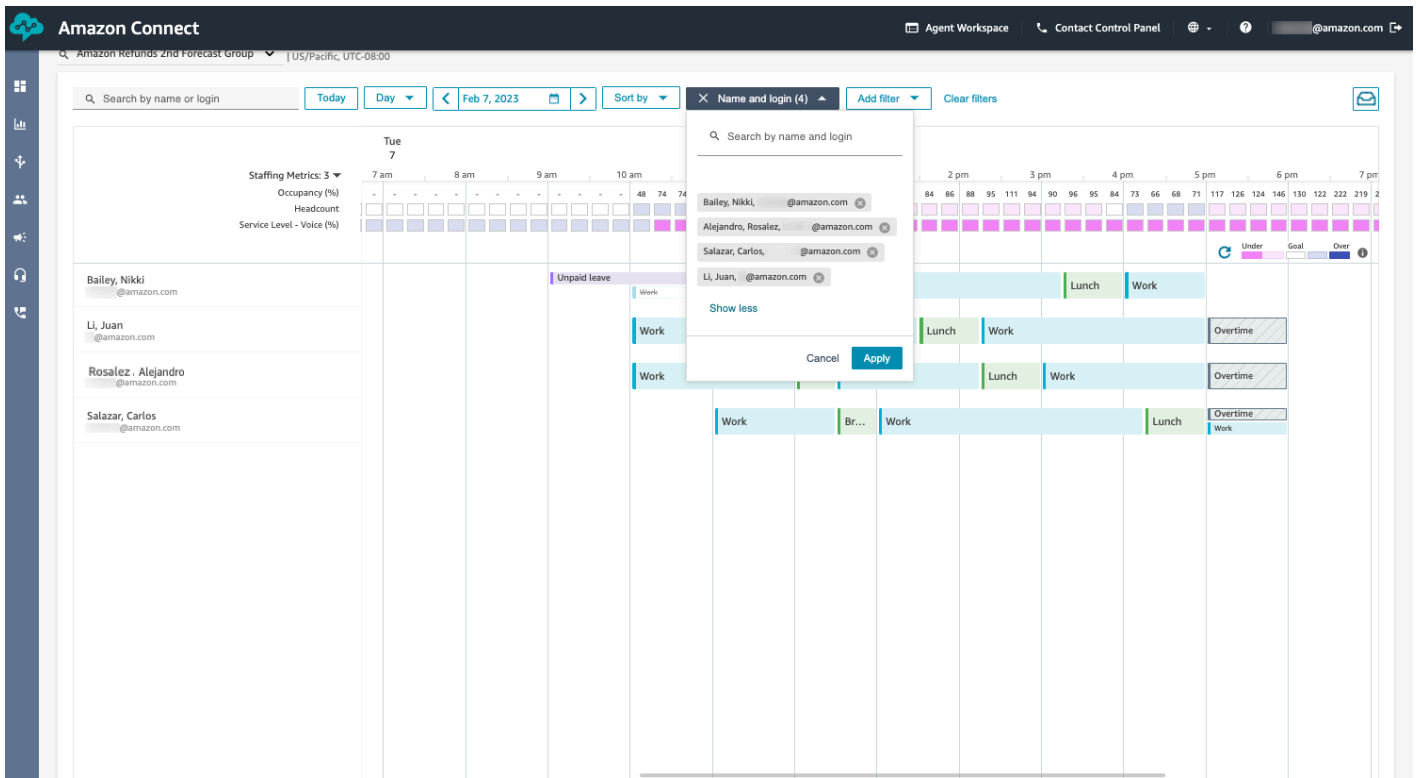 Amazon Connect
Agent Workspace
Contact Control Panel
@amazon.com
Amazon Refunds 2nd Forecast Group
| US/Pacific, UTC-08:00
Search by name or login
Today
Day
Feb 7, 2023
Sort by
Name and login (4)
Add filter
Clear filters
Search by name and login
Bailey, Nikki, @amazon.com
Alejandro, Rosalez, @amazon.com
Salazar, Carlos, @amazon.com
Li, Juan, @amazon.com
Show less
Cancel
Apply
Tue
7
Staffing Metrics: 3
7 am 8 am 9 am 10 am 2 pm 3 pm 4 pm 5 pm 6 pm 7 pm
Occupancy (%)
- - - - - - - - - - - - - 48 74 74 84 86 88 95 111 94 90 96 95 84 73 66 68 71 117 126 124 146 130 122 222 219
Headcount
Service Level - Voice (%)
Under Goal Over
Bailey, Nikki
@amazon.com
Unpaid leave
Work
Lunch
Work
Li, Juan
@amazon.com
Work
Lunch
Work
Overtime
Rosalez, Alejandro
@amazon.com
Work
Lunch
Work
Overtime
Salazar, Carlos
@amazon.com
Work
Br...
Work
Lunch
Overtime
Work